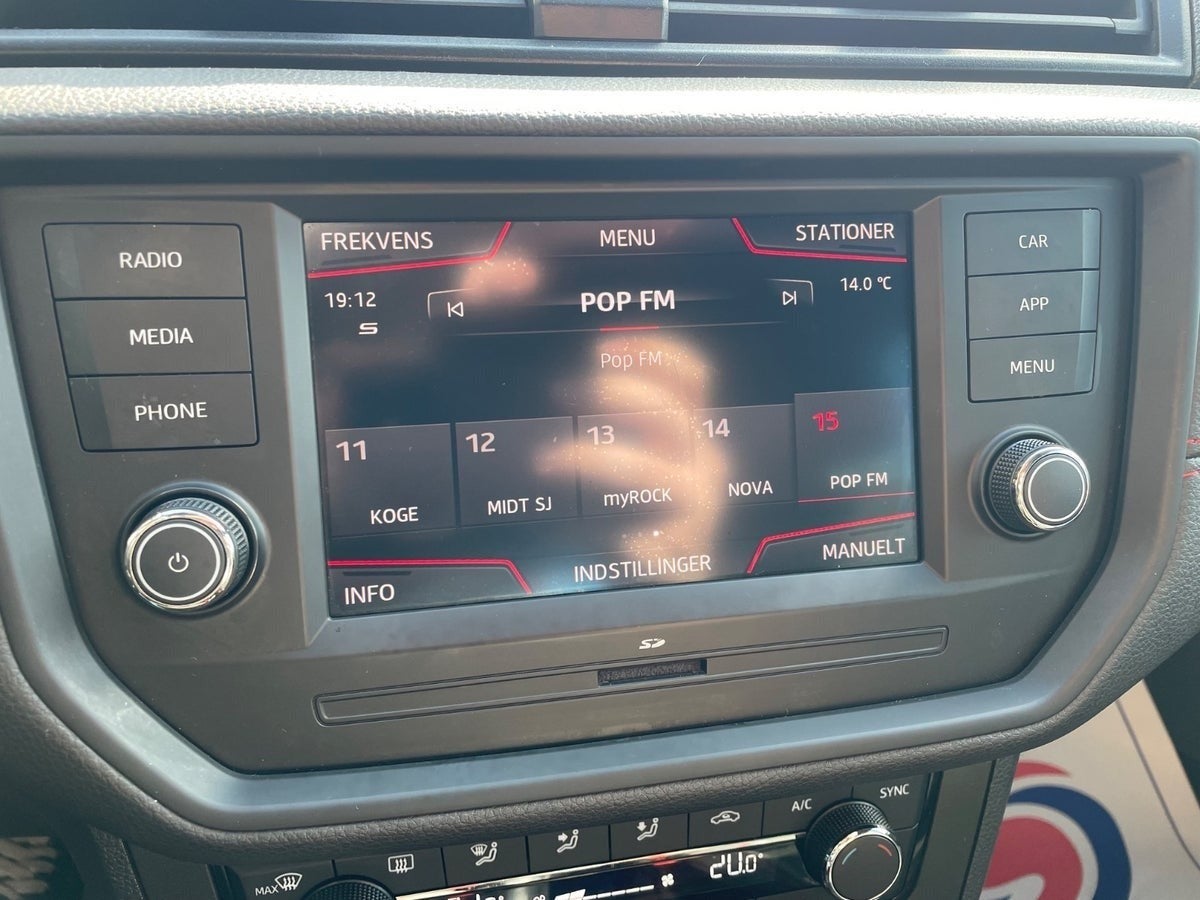 RADIO
MEDIA
PHONE
FREKVENS
MENU
STATIONER
19:12
POP FM
14.0 °C
Pop FM
11
KOGE
12
MIDT SJ
13
myROCK
14
NOVA
15
POP FM
INFO
INDSTILLINGER
MANUELT
CAR
APP
MENU
SD
MAX
A/C
SYNC
20.0°